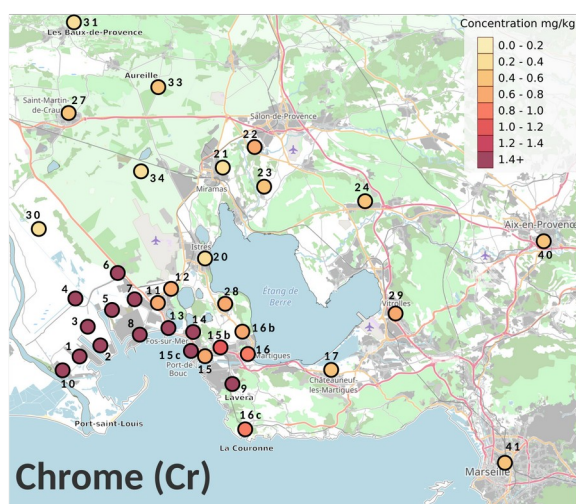 31
Les Baux-de-Provence
Concentration mg/kg
0.0 - 0.2
0.2 - 0.4
0.4 - 0.6
0.6 - 0.8
0.8 - 1.0
1.0 - 1.2
1.2 - 1.4
1.4+
Aureille
33
Saint-Martin-
de-Crau
27
Salon-de-Provence
22
21
34
Miramas
23
24
30
Aix-en-Provence
40
Istres
20
6
12
4
7
11
28
Étang de
Berre
29
Vitrolles
5
3
8
13
14
16b
Fos-sur-Mer
15b
1
2
15c
15
16
Martigues
17
10
Port-de
Bouc
Châteauneuf-
les-Martigues
9
Lavéra
Port-saint-Louis
16c
La Couronne
41
Marseille
Chrome (Cr)